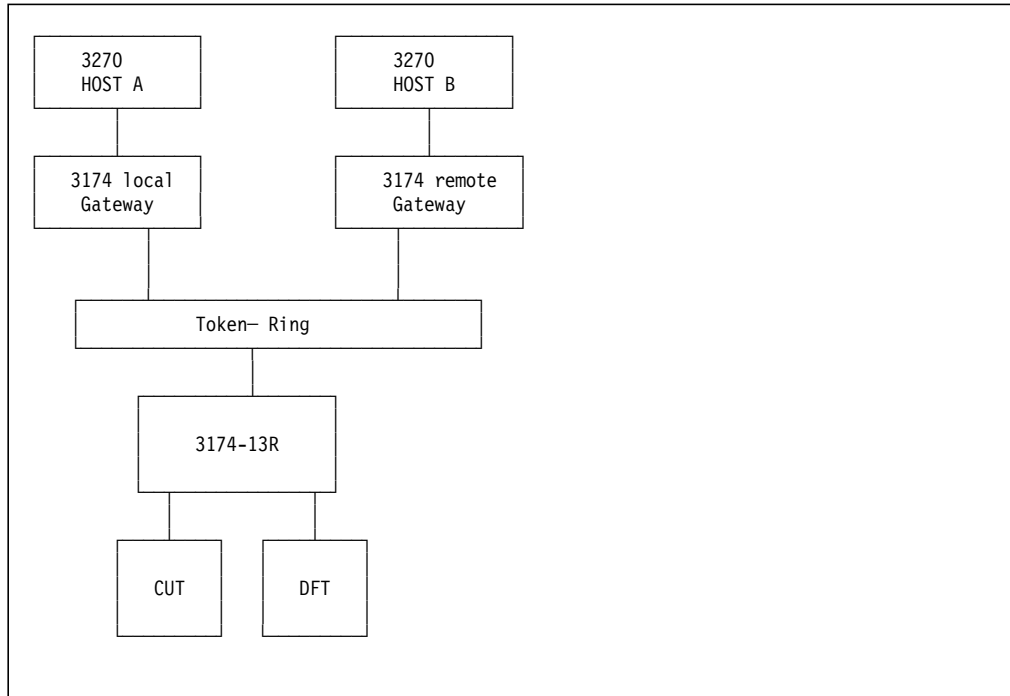 3270
HOST A
3270
HOST B
3174 local
Gateway
3174 remote
Gateway
Token— Ring
3174-13R
CUT
DFT